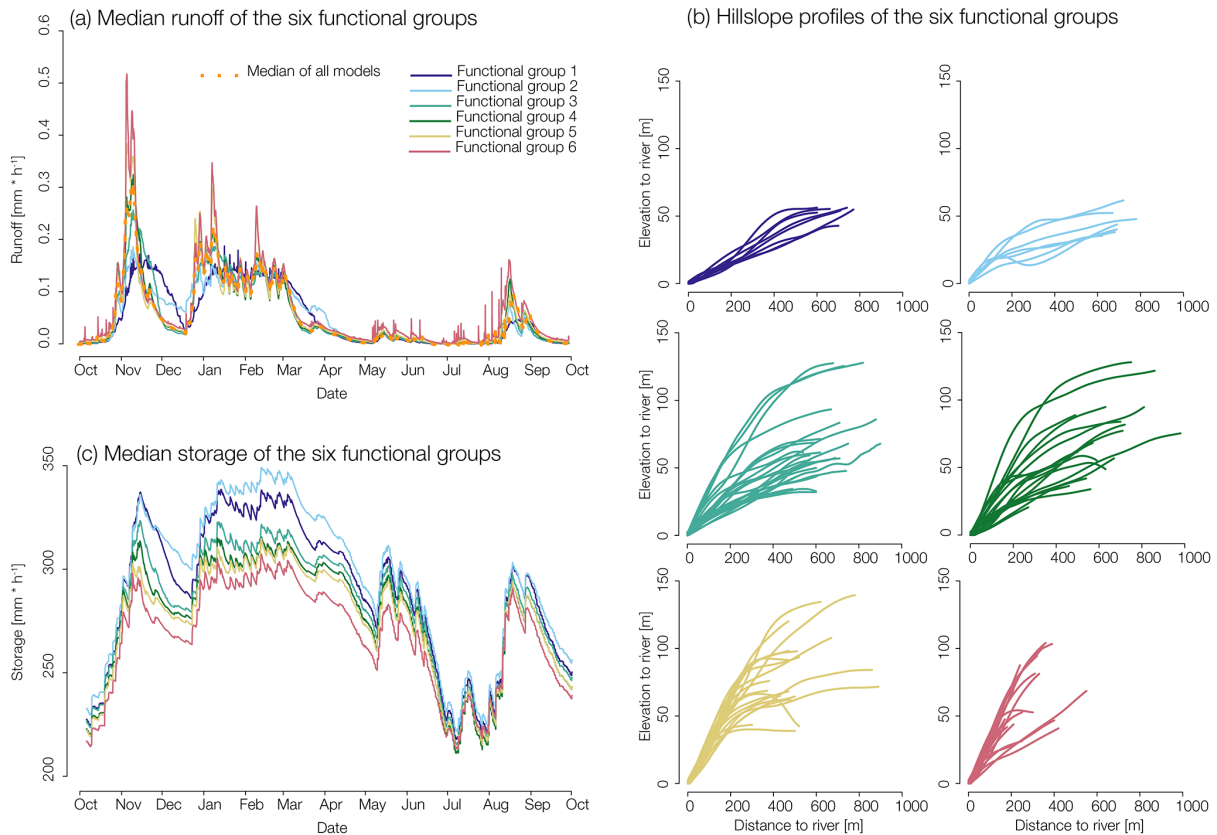 (a) Median runoff of the six functional groups
0.6
0.5
0.4
0.3
0.2
0.1
0.0
Runoff [mm * h⁻¹]
Median of all models
Functional group 1
Functional group 2
Functional group 3
Functional group 4
Functional group 5
Functional group 6
Oct Nov Dec Jan Feb Mar Apr May Jun Jul Aug Sep Oct
Date
(c) Median storage of the six functional groups
350
300
250
200
Storage [mm * h⁻¹]
Oct Nov Dec Jan Feb Mar Apr May Jun Jul Aug Sep Oct
Date
(b) Hillslope profiles of the six functional groups
150
100
50
0
Elevation to river [m]
0 200 400 600 800 1000
150
100
50
0
0 200 400 600 800 1000
150
100
50
0
Elevation to river [m]
0 200 400 600 800 1000
150
100
50
0
0 200 400 600 800 1000
150
100
50
0
Elevation to river [m]
0 200 400 600 800 1000
150
100
50
0
0 200 400 600 800 1000
Distance to river [m]